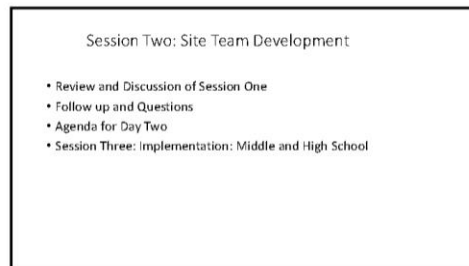 Session Two: Site Team Development
• Review and Discussion of Session One
• Follow up and Questions
• Agenda for Day Two
• Session Three: Implementation: Middle and High School